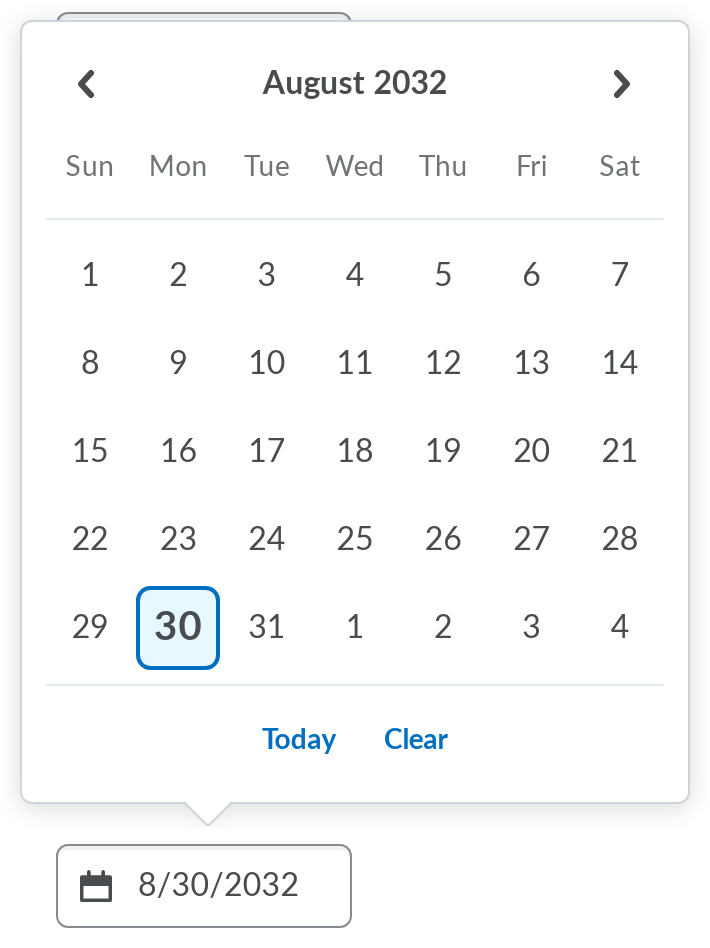 August 2032
Sun Mon Tue Wed Thu Fri Sat
1 2 3 4 5 6 7
8 9 10 11 12 13 14
15 16 17 18 19 20 21
22 23 24 25 26 27 28
29 30 31 1 2 3 4
Today Clear
8/30/2032